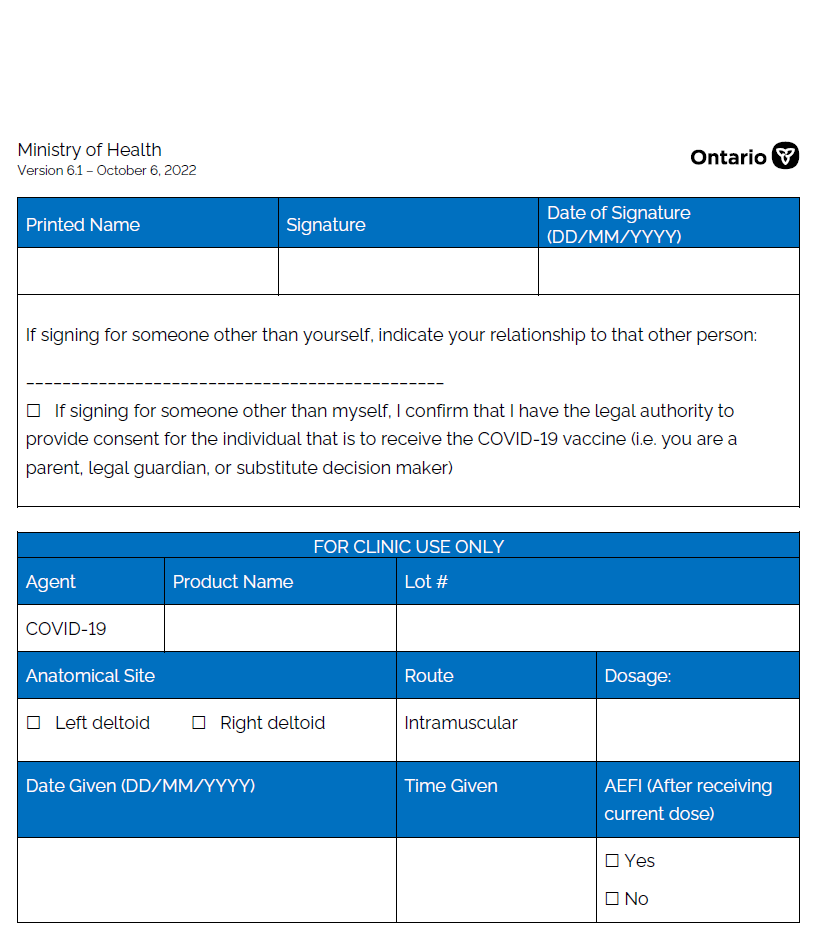 Ministry of Health
Version 6.1 – October 6, 2022
Ontario
Printed Name
Signature
Date of Signature
(DD/MM/YYYY)
If signing for someone other than yourself, indicate your relationship to that other person:
______________________________________________
☐ If signing for someone other than myself, I confirm that I have the legal authority to
provide consent for the individual that is to receive the COVID-19 vaccine (i.e. you are a
parent, legal guardian, or substitute decision maker)
FOR CLINIC USE ONLY
Agent
Product Name
Lot #
COVID-19
Anatomical Site
Route
Dosage:
☐ Left deltoid ☐ Right deltoid
Intramuscular
Date Given (DD/MM/YYYY)
Time Given
AEFI (After receiving
current dose)
☐ Yes
☐ No